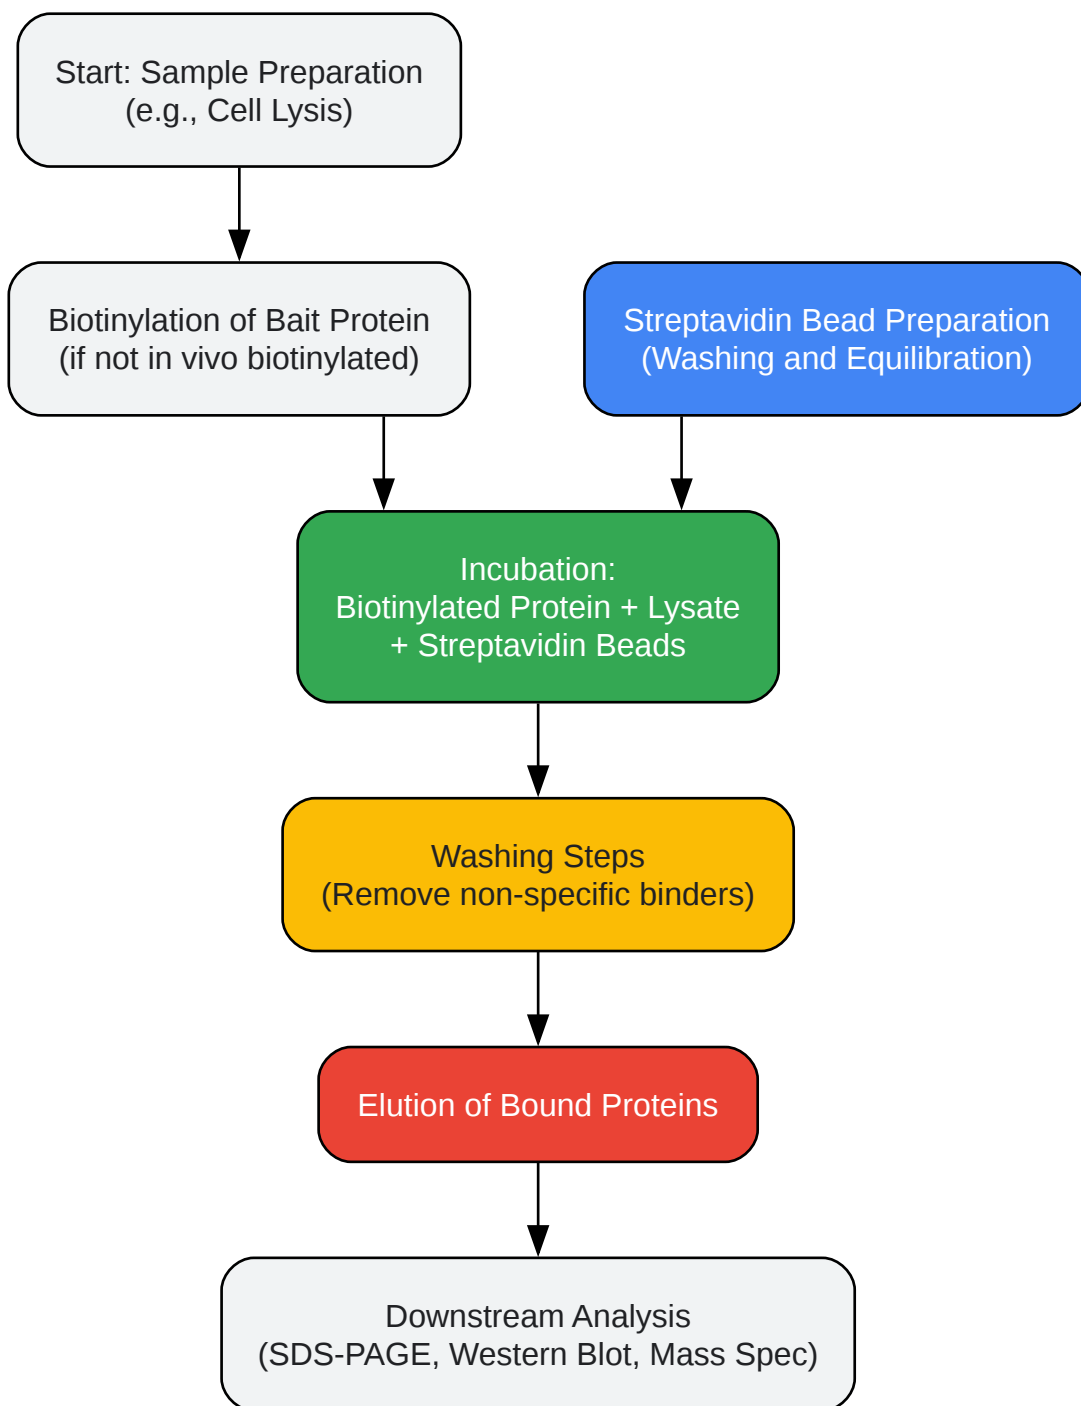 Start: Sample Preparation
(e.g., Cell Lysis)
Biotinylation of Bait Protein
(if not in vivo biotinylated)
Streptavidin Bead Preparation
(Washing and Equilibration)
Incubation:
Biotinylated Protein + Lysate
+ Streptavidin Beads
Washing Steps
(Remove non-specific binders)
Elution of Bound Proteins
Downstream Analysis
(SDS-PAGE, Western Blot, Mass Spec)